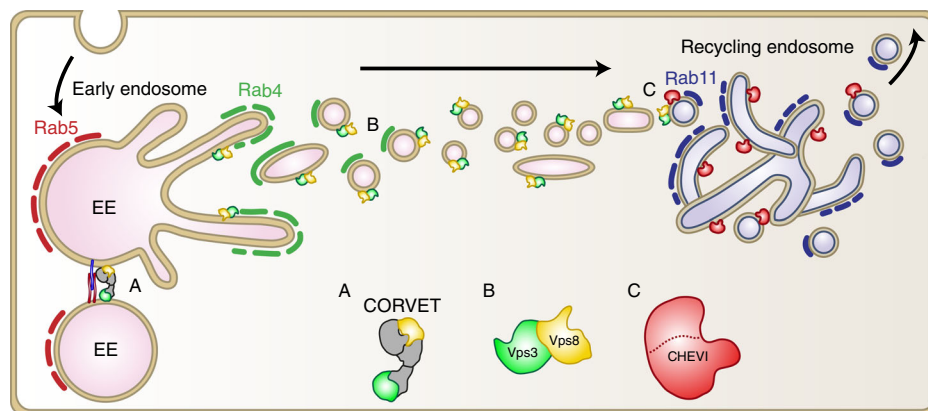 Early endosome
Rab5
Rab4
B
Recycling endosome
C
Rab11
EE
A
EE
A
CORVET
B
Vps3
Vps8
C
CHEVI